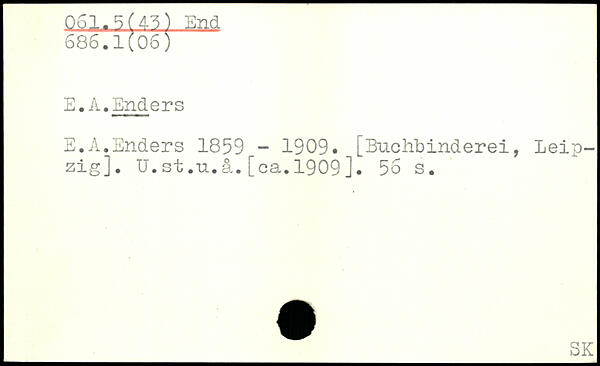 061.5(43) End
686.1(06)
E.A.Enders
E.A.Enders 1859 - 1909. [Buchbinderei, Leip-
zig]. U.st.u.å.[ca.1909]. 56 s.
SK